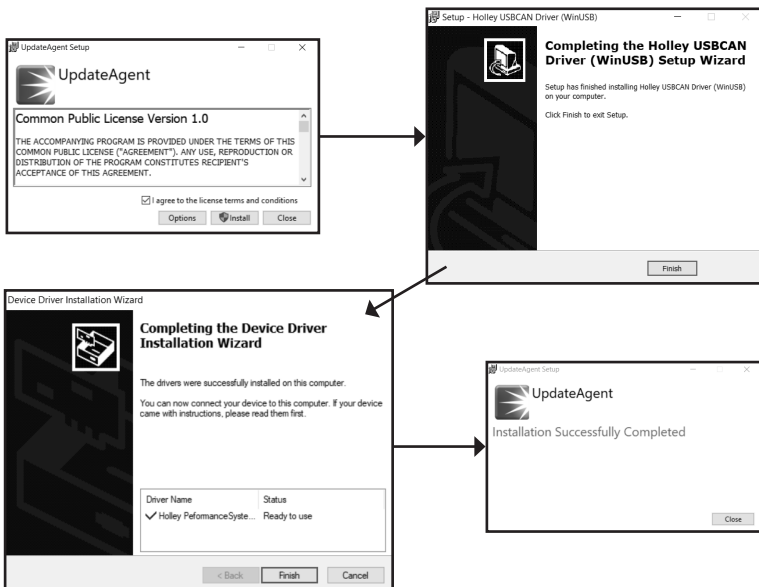 UpdateAgent Setup
UpdateAgent
Common Public License Version 1.0
THE ACCOMPANYING PROGRAM IS PROVIDED UNDER THE TERMS OF THIS
COMMON PUBLIC LICENSE ("AGREEMENT"). ANY USE, REPRODUCTION OR
DISTRIBUTION OF THE PROGRAM CONSTITUTES RECIPIENT'S
ACCEPTANCE OF THIS AGREEMENT.
I agree to the license terms and conditions
Options Install Close
Setup - Holley USBCAN Driver (WinUSB)
Completing the Holley USBCAN
Driver (WinUSB) Setup Wizard
Setup has finished installing Holley USBCAN Driver (WinUSB)
on your computer.
Click Finish to exit Setup.
Finish
Device Driver Installation Wizard
Completing the Device Driver
Installation Wizard
The drivers were successfully installed on this computer.
You can now connect your device to this computer. If your device
came with instructions, please read them first.
Driver Name Status
Holley PeformanceSyste... Ready to use
< Back Finish Cancel
UpdateAgent Setup
UpdateAgent
Installation Successfully Completed
Close